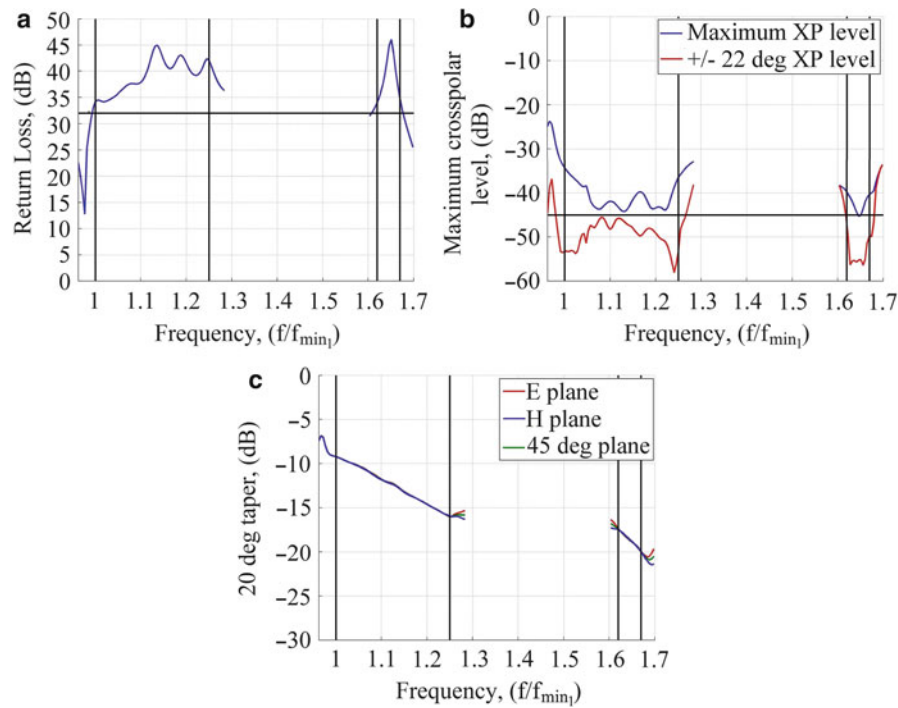 a
50
45
40
35
30
25
20
15
10
5
0
Return Loss, (dB)
1 1.1 1.2 1.3 1.4 1.5 1.6 1.7
Frequency, (f/fmin1)
b
0
−10
−20
−30
−40
−50
−60
Maximum crosspolar
level, (dB)
Maximum XP level
+/- 22 deg XP level
1 1.1 1.2 1.3 1.4 1.5 1.6 1.7
Frequency, (f/fmin1)
c
0
−5
−10
−15
−20
−25
−30
20 deg taper, (dB)
E plane
H plane
45 deg plane
1 1.1 1.2 1.3 1.4 1.5 1.6 1.7
Frequency, (f/fmin1)